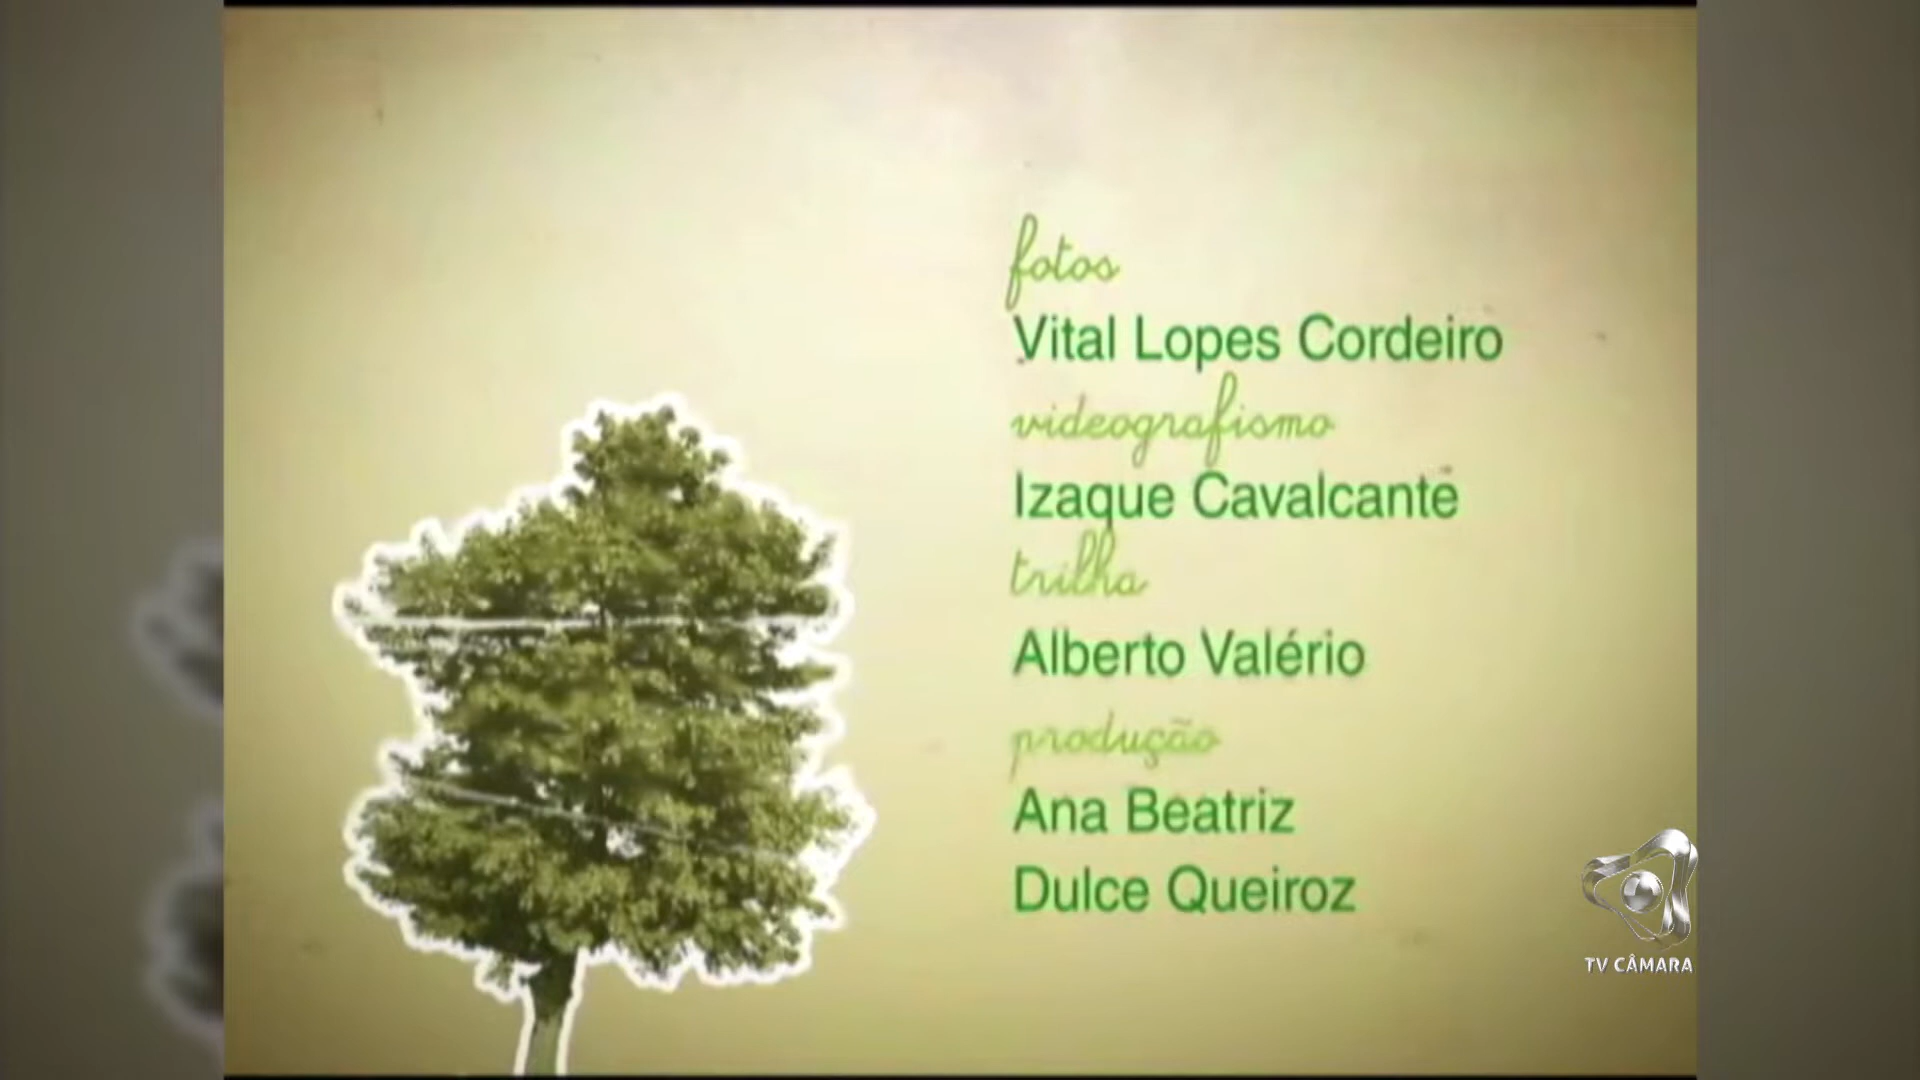 fotos
Vital Lopes Cordeiro
videografismo
Izaque Cavalcante
trilha
Alberto Valério
produção
Ana Beatriz
Dulce Queiroz
TV CÂMARA